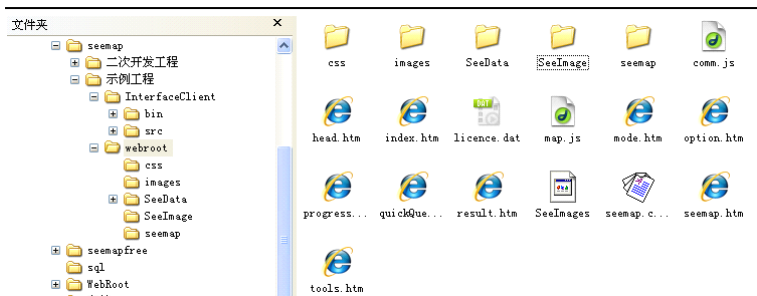 文件夹
seemap
二次开发工程
示例工程
InterfaceClient
bin
src
webroot
css
images
SeeData
SeeImage
seemap
seemapfree
sql
WebRoot
css images SeeData SeeImage seemap comm.js
head.htm index.htm licence.dat map.js mode.htm option.htm
progress... quickQue... result.htm SeeImages seemap.c... seemap.htm
tools.htm